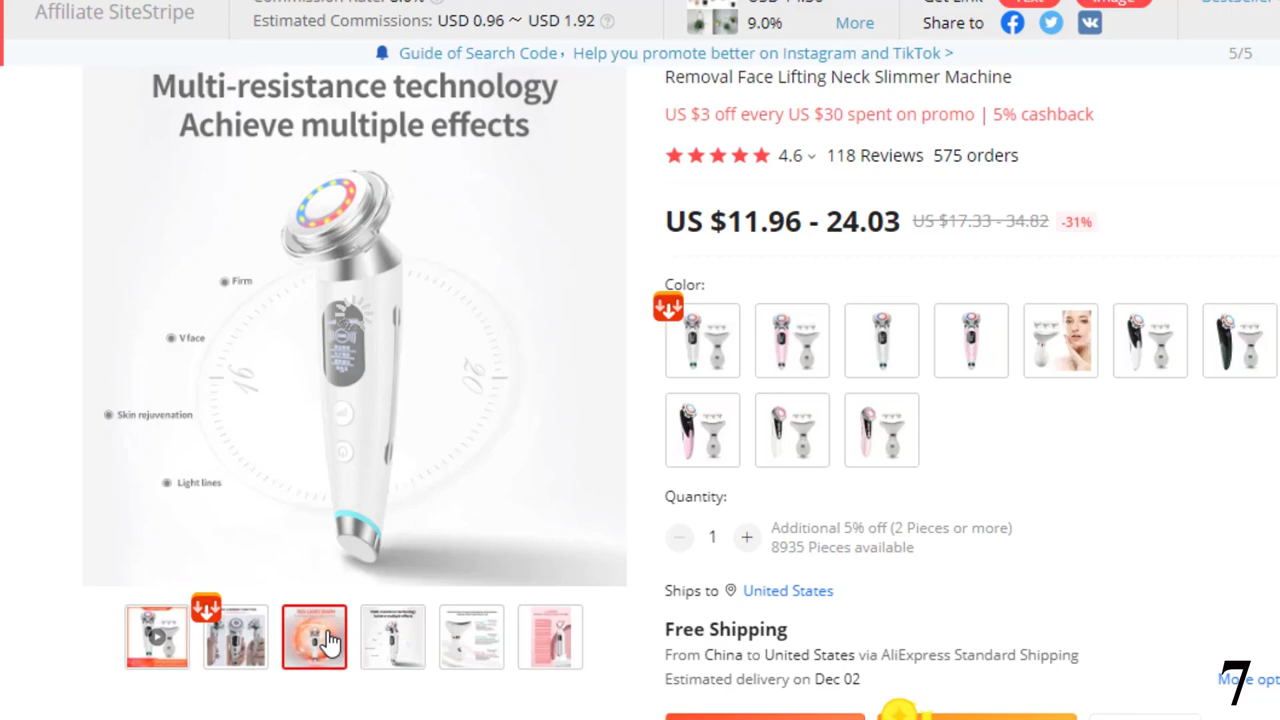 Affiliate SiteStripe
Estimated Commissions: USD 0.96 ~ USD 1.92
9.0%
More
Share to
Guide of Search Code, Help you promote better on Instagram and TikTok >
5/5
Multi-resistance technology
Achieve multiple effects
Firm
V face
Skin rejuvenation
Light lines
Removal Face Lifting Neck Slimmer Machine
US $3 off every US $30 spent on promo | 5% cashback
4.6
118 Reviews
575 orders
US $11.96 - 24.03
US $17.33 - 34.82
-31%
Color:
Quantity:
1
Additional 5% off (2 Pieces or more)
8935 Pieces available
Ships to
United States
Free Shipping
From China to United States via AliExpress Standard Shipping
Estimated delivery on Dec 02
7